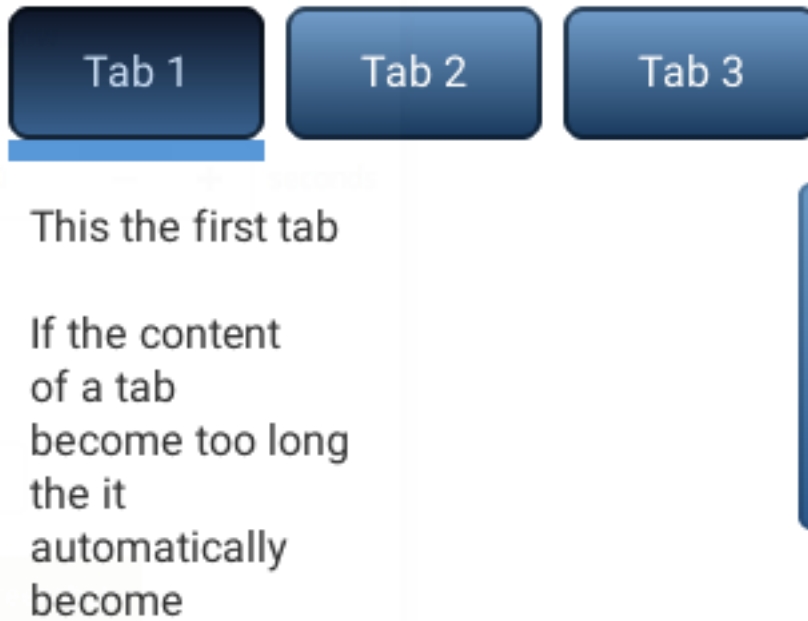 Tab 1
Tab 2
Tab 3
This the first tab
If the content
of a tab
become too long
the it
automatically
become